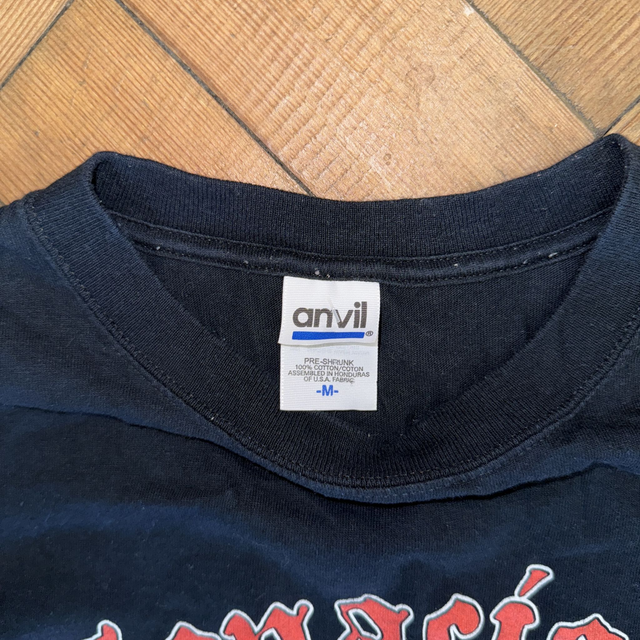 anvil®
PRE-SHRUNK
100% COTTON/COTON
ASSEMBLED IN HONDURAS
OF U.S.A. FABRIC
-M-